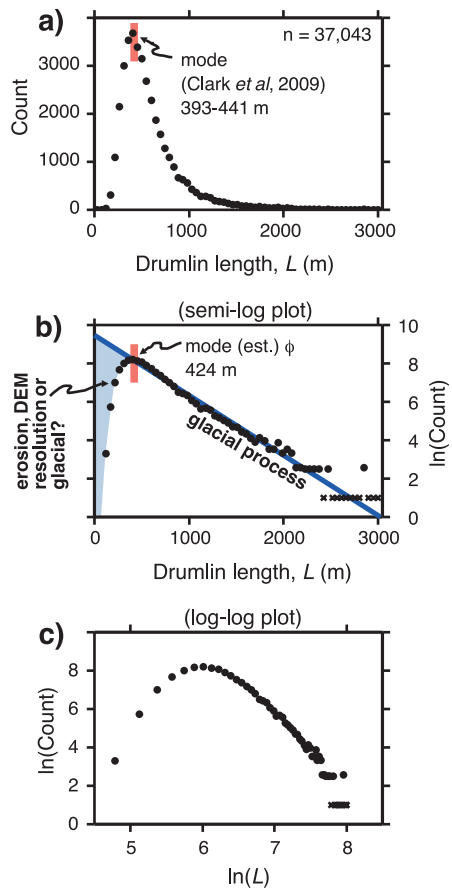 a)
n = 37,043
mode
(Clark et al, 2009)
393-441 m
Count
3000
2000
1000
0
0
1000
2000
3000
Drumlin length, L (m)
(semi-log plot)
b)
mode (est.) ϕ
424 m
erosion, DEM
resolution or
glacial?
glacial process
10
8
6
4
2
0
ln(Count)
0
1000
2000
3000
Drumlin length, L (m)
(log-log plot)
c)
ln(Count)
8
6
4
2
0
5
6
7
8
ln(L)